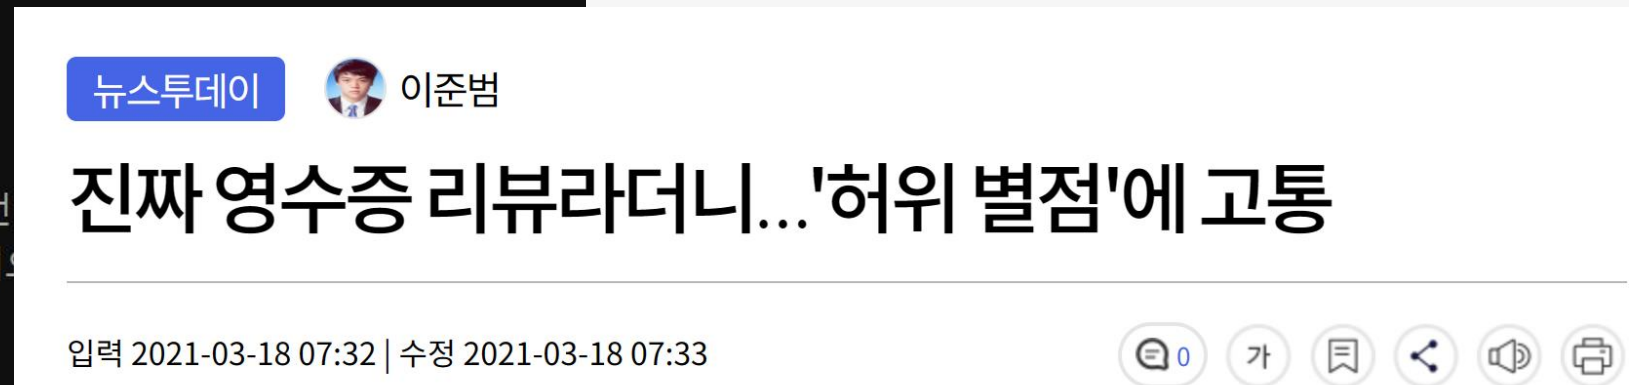 뉴스투데이 이준범
진짜 영수증 리뷰라더니...'허위 별점'에 고통
입력 2021-03-18 07:32 | 수정 2021-03-18 07:33
0 가